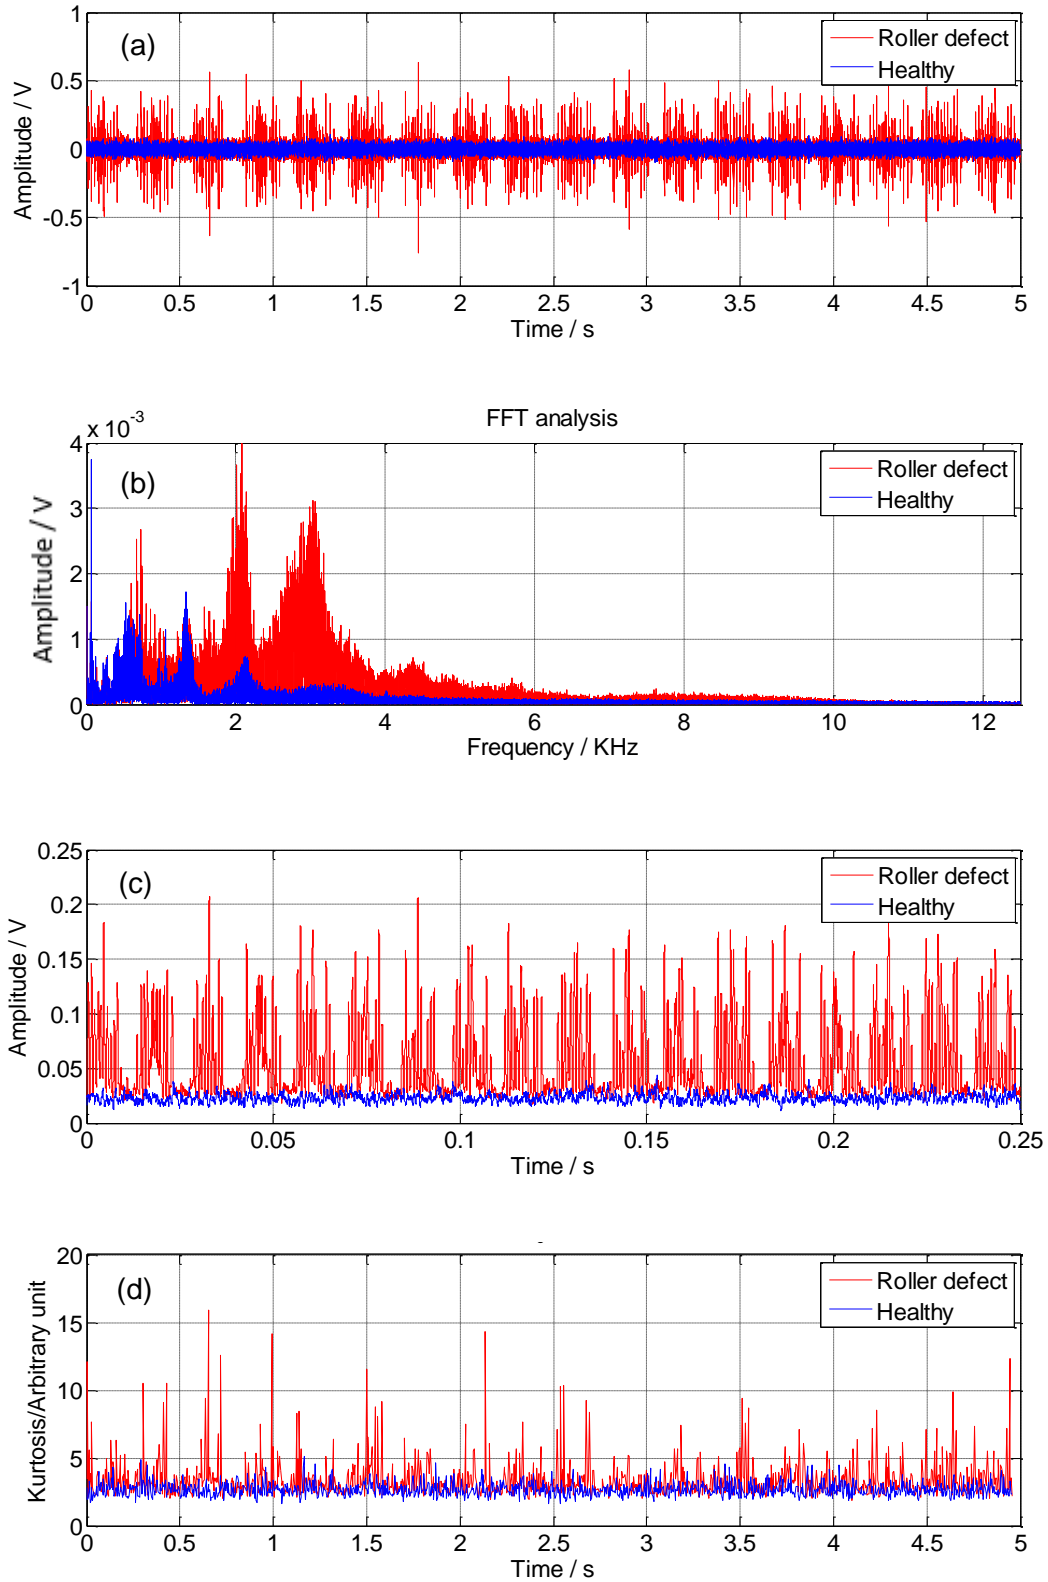 1
(a)
Roller defect
Healthy
0.5
0
-0.5
-1
Amplitude / V
0 0.5 1 1.5 2 2.5 3 3.5 4 4.5 5
Time / s
x 10-3
FFT analysis
4
(b)
Roller defect
Healthy
3
2
1
0
Amplitude / V
0 2 4 6 8 10 12
Frequency / KHz
0.25
(c)
Roller defect
Healthy
0.2
0.15
0.1
0.05
0
Amplitude / V
0 0.05 0.1 0.15 0.2 0.25
Time / s
20
(d)
Roller defect
Healthy
15
10
5
0
Kurtosis/Arbitrary unit
0 0.5 1 1.5 2 2.5 3 3.5 4 4.5 5
Time / s